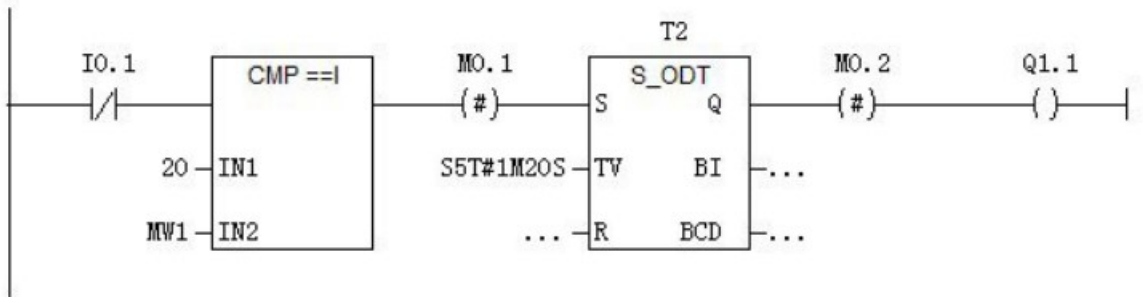 T2
I0.1
CMP ==I
M0.1
S_ODT
M0.2
Q1.1
(#)
S
Q
(#)
( )
20
IN1
S5T#1M20S
TV
BI
...
MW1
IN2
...
R
BCD
...